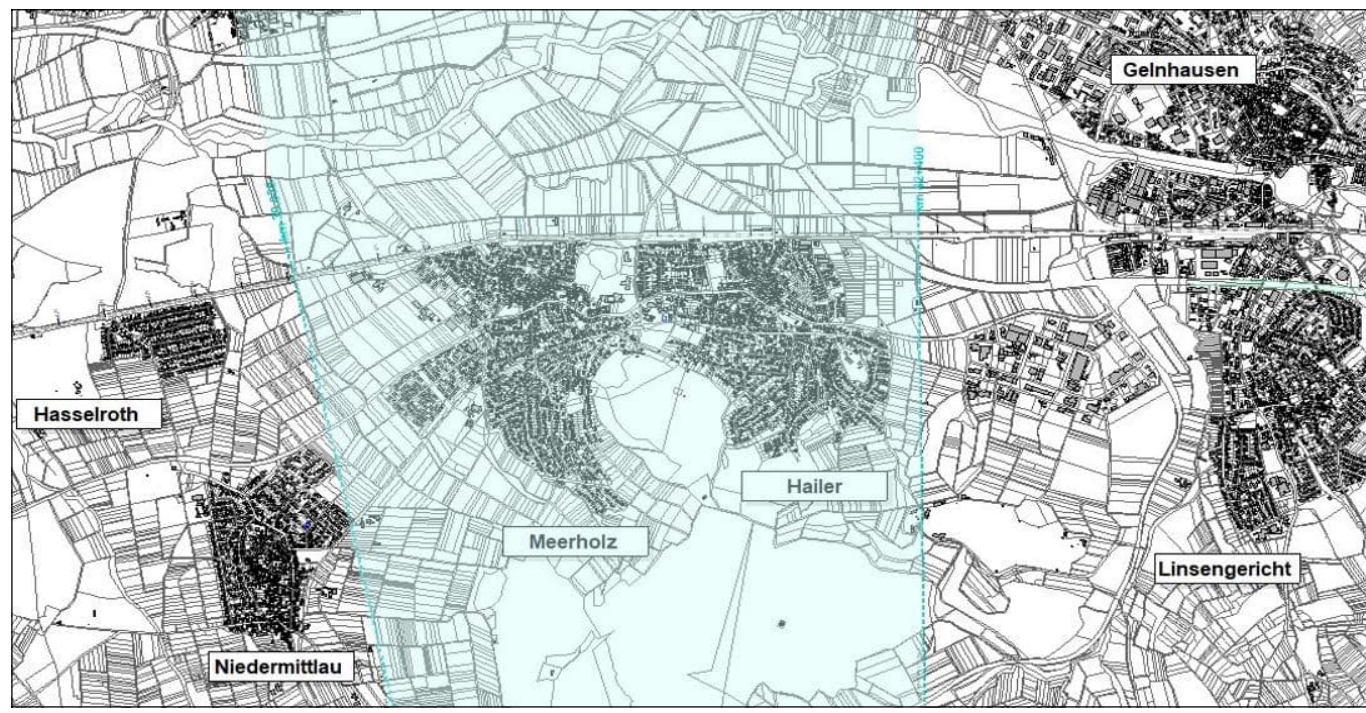 Gelnhausen
Hasselroth
Hailer
Meerholz
Linsengericht
Niedermittlau